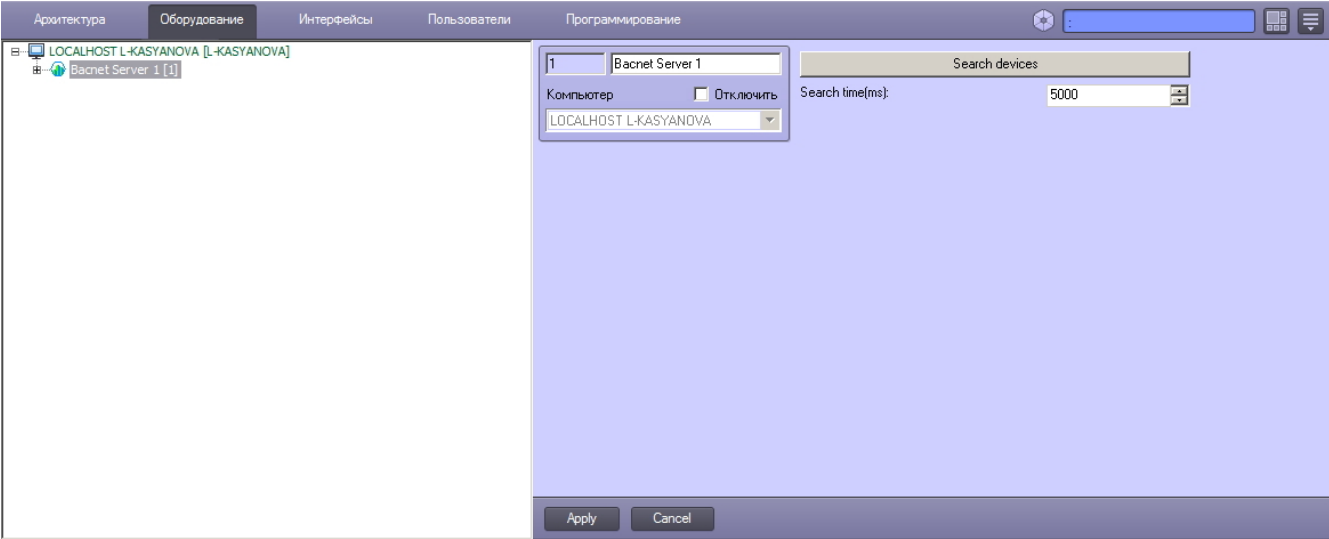 Архитектура Оборудование Интерфейсы Пользователи Программирование :
LOCALHOST L-KASYANOVA [L-KASYANOVA]
Bacnet Server 1 [1]
1 Bacnet Server 1
Компьютер Отключить
LOCALHOST L-KASYANOVA
Search devices
Search time(ms): 5000
Apply Cancel